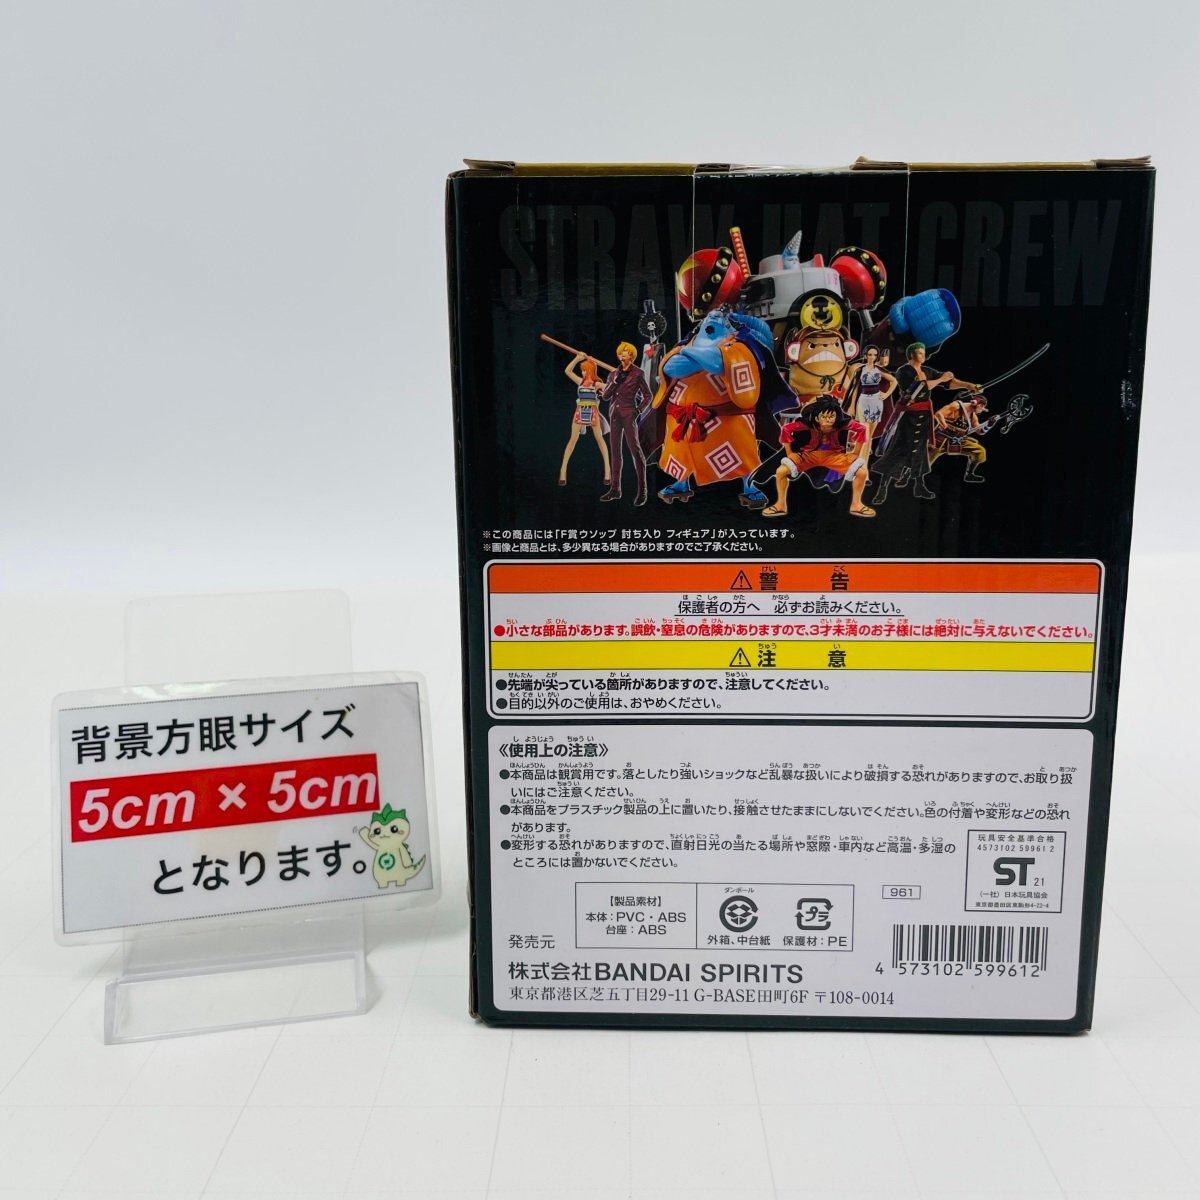 STRAW HAT CREW
※この商品には「F賞ウソップ 討ち入り フィギュア」が入っています。
※画像と商品とは、多少異なる場合がありますのでご了承ください。
警告
保護者の方へ 必ずお読みください。
●小さな部品があります。誤飲・窒息の危険がありますので、3才未満のお子様には絶対に与えないでください。
注意
●先端が尖っている箇所がありますので、注意してください。
●目的以外のご使用は、おやめください。
《使用上の注意》
●本商品は観賞用です。落としたり強いショックなど乱暴な扱いにより破損する恐れがありますので、お取り扱
いにはご注意ください。
●本商品をプラスチック製品の上に置いたり、接触させたままにしないでください。色の付着や変形などの恐れ
があります。
●変形する恐れがありますので、直射日光の当たる場所や窓際・車内など高温・多湿の
ところには置かないでください。
玩具安全基準合格
4573102 59961 2
ST 21
(一社)日本玩具協会
東京都墨田区東駒形4-22-4
961
【製品素材】
本体：PVC・ABS
台座：ABS
ダンボール
外箱、中台紙
プラ
保護材：PE
発売元
株式会社BANDAI SPIRITS
東京都港区芝五丁目29-11 G-BASE田町6F 〒108-0014
4 573102 599612
背景方眼サイズ
5cm × 5cm
となります。